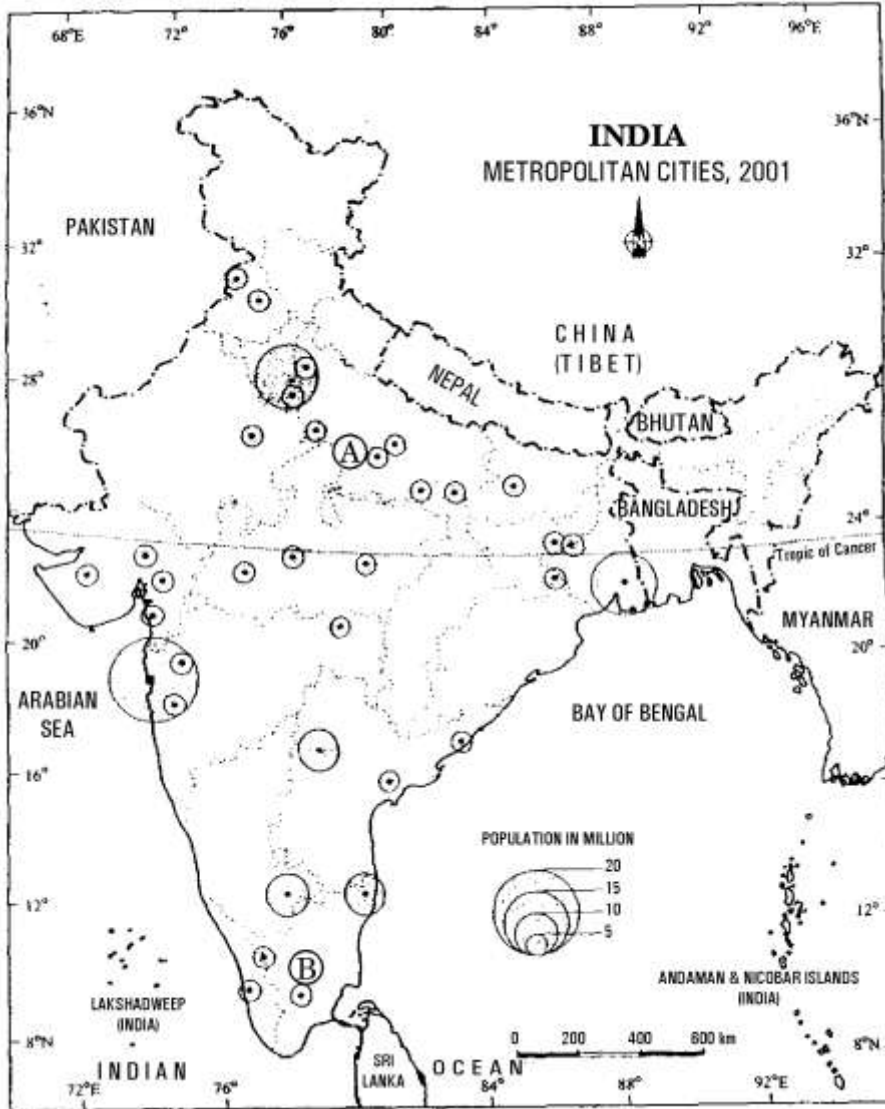 68°E 72° 76° 80° 84° 88° 92° 96°E
36°N 36°N
INDIA
METROPOLITAN CITIES, 2001
N
PAKISTAN
32° 32°
CHINA
(TIBET)
28°
NEPAL
BHUTAN
A
BANGLADESH
24°
Tropic of Cancer
MYANMAR
20° 20°
ARABIAN
SEA
BAY OF BENGAL
16°
POPULATION IN MILLION
20
15
10
5
12° 12°
B
ANDAMAN & NICOBAR ISLANDS
(INDIA)
LAKSHADWEEP
(INDIA)
0 200 400 600 km
8°N 8°N
INDIAN
SRI
LANKA
OCEAN
72°E 76° 84° 88° 92°E